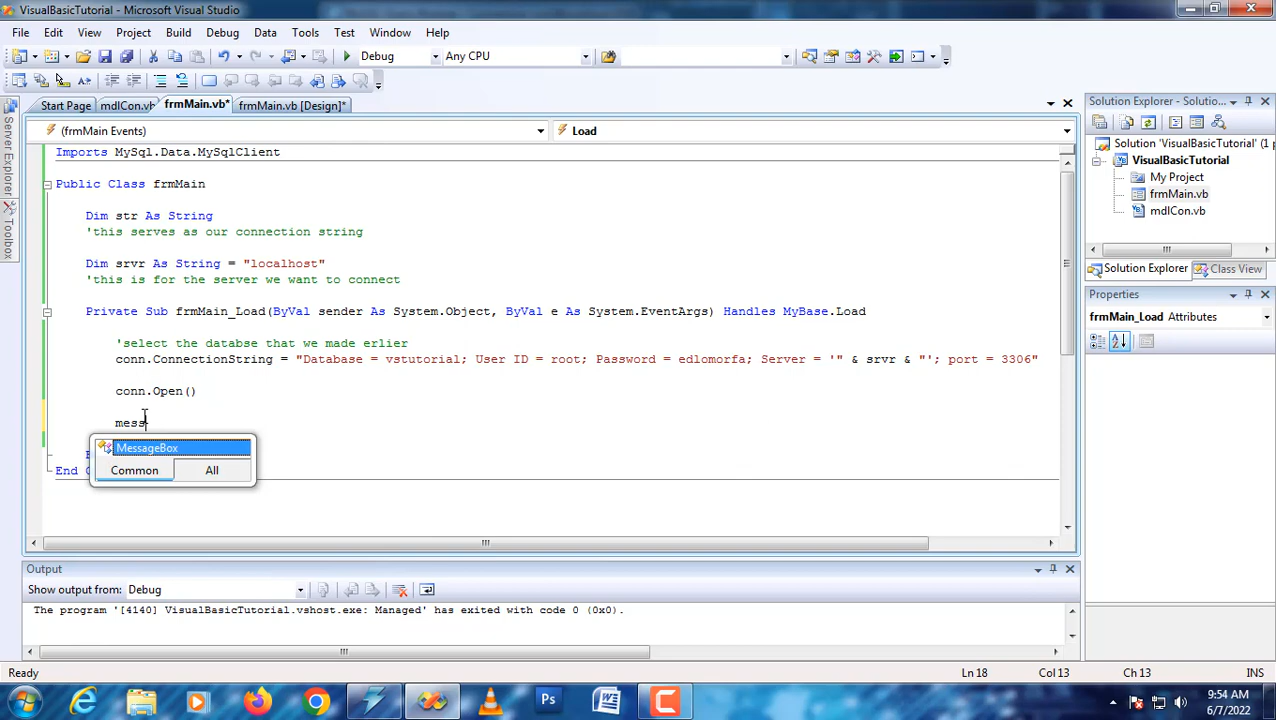 VisualBasicTutorial - Microsoft Visual Studio
File Edit View Project Build Debug Data Tools Test Window Help
Debug Any CPU
Start Page mdlCon.vb frmMain.vb* frmMain.vb [Design]*
(frmMain Events) Load
Imports MySql.Data.MySqlClient
Public Class frmMain
Dim str As String
'this serves as our connection string
Dim srvr As String = "localhost"
'this is for the server we want to connect
Private Sub frmMain_Load(ByVal sender As System.Object, ByVal e As System.EventArgs) Handles MyBase.Load
'select the databse that we made erlier
conn.ConnectionString = "Database = vstutorial; User ID = root; Password = edlomorfa; Server = '" & srvr & "'; port = 3306"
conn.Open()
mess
MessageBox
Common All
End
Server Explorer
Toolbox
Solution Explorer - Solutio...
Solution 'VisualBasicTutorial' (1 p
VisualBasicTutorial
My Project
frmMain.vb
mdlCon.vb
Solution Explorer Class View
Properties
frmMain_Load Attributes
Output
Show output from: Debug
The program '[4140] VisualBasicTutorial.vshost.exe: Managed' has exited with code 0 (0x0).
Ready Ln 18 Col 13 Ch 13 INS
Ps
9:54 AM
6/7/2022